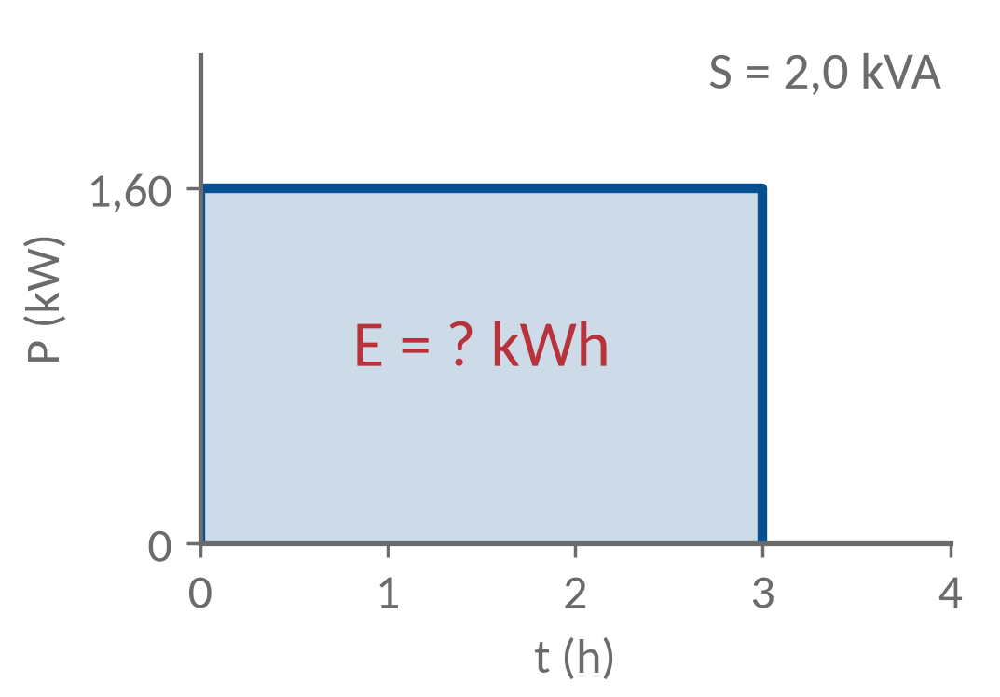 S = 2,0 kVA
1,60
P (kW)
E = ? kWh
0
0 1 2 3 4
t (h)